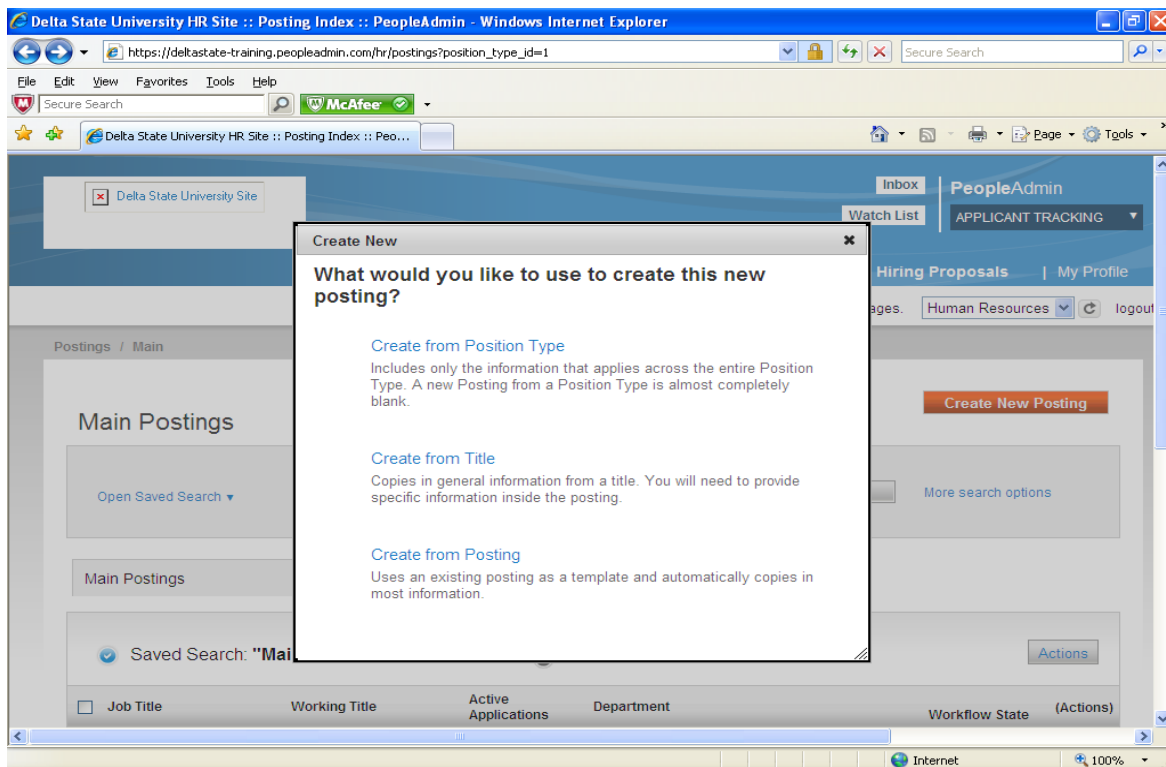 Delta State University HR Site :: Posting Index :: PeopleAdmin - Windows Internet Explorer
https://deltastate-training.peopleadmin.com/hr/postings?position_type_id=1
Secure Search
File Edit View Favorites Tools Help
Secure Search
McAfee
Delta State University HR Site :: Posting Index :: Peo...
Page Tools
Delta State University Site
Inbox
PeopleAdmin
Watch List
APPLICANT TRACKING
Create New
What would you like to use to create this new
posting?
Hiring Proposals | My Profile
ages. Human Resources logout
Postings / Main
Create from Position Type
Includes only the information that applies across the entire Position
Type. A new Posting from a Position Type is almost completely
blank.
Create New Posting
Main Postings
Create from Title
Copies in general information from a title. You will need to provide
specific information inside the posting.
Open Saved Search
More search options
Create from Posting
Uses an existing posting as a template and automatically copies in
most information.
Main Postings
Saved Search: "Mai
Actions
Job Title Working Title Active
Applications Department Workflow State (Actions)
Internet 100%